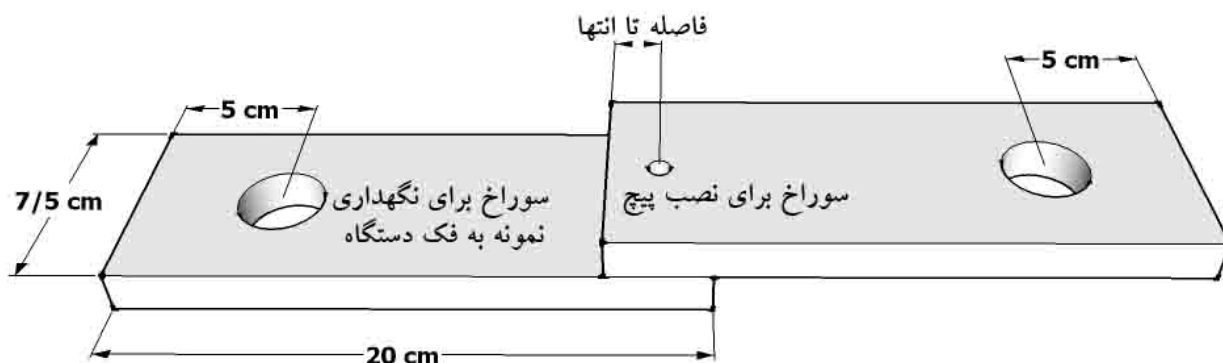 فاصله تا انتها
5 cm
5 cm
7/5 cm
سوراخ برای نگهداری
نمونه به فک دستگاه
سوراخ برای نصب پیچ
20 cm